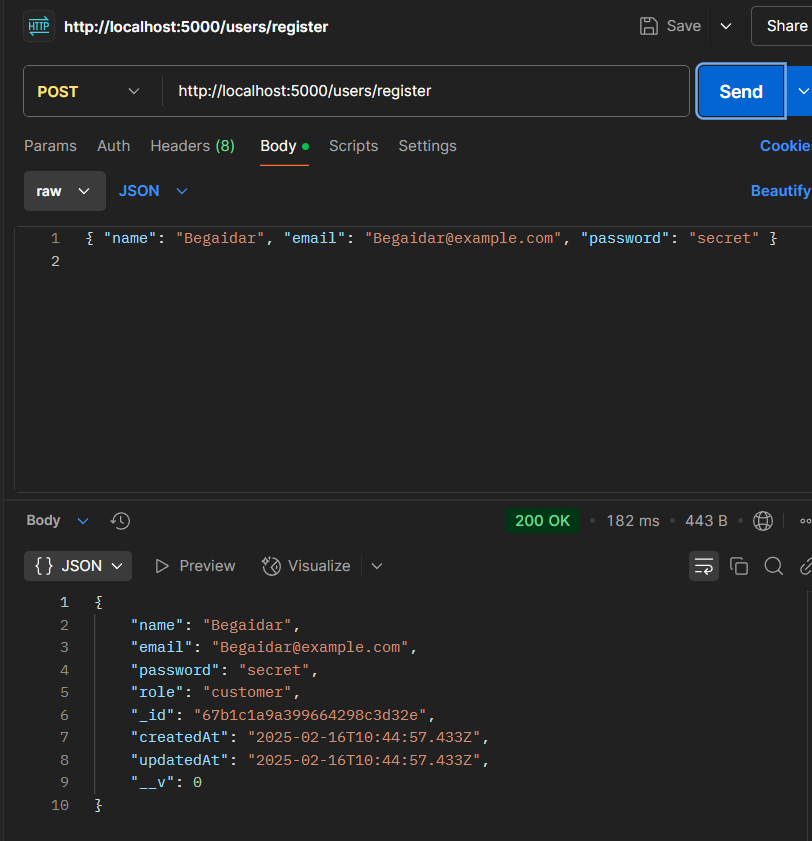 HTTP http://localhost:5000/users/register Save Share
POST http://localhost:5000/users/register Send
Params Auth Headers (8) Body Scripts Settings Cookie
raw JSON Beautify
1 { "name": "Begaidar", "email": "Begaidar@example.com", "password": "secret" }
2
Body 200 OK • 182 ms • 443 B •
{ } JSON Preview Visualize
1 {
2 "name": "Begaidar",
3 "email": "Begaidar@example.com",
4 "password": "secret",
5 "role": "customer",
6 "_id": "67b1c1a9a399664298c3d32e",
7 "createdAt": "2025-02-16T10:44:57.433Z",
8 "updatedAt": "2025-02-16T10:44:57.433Z",
9 "__v": 0
10 }